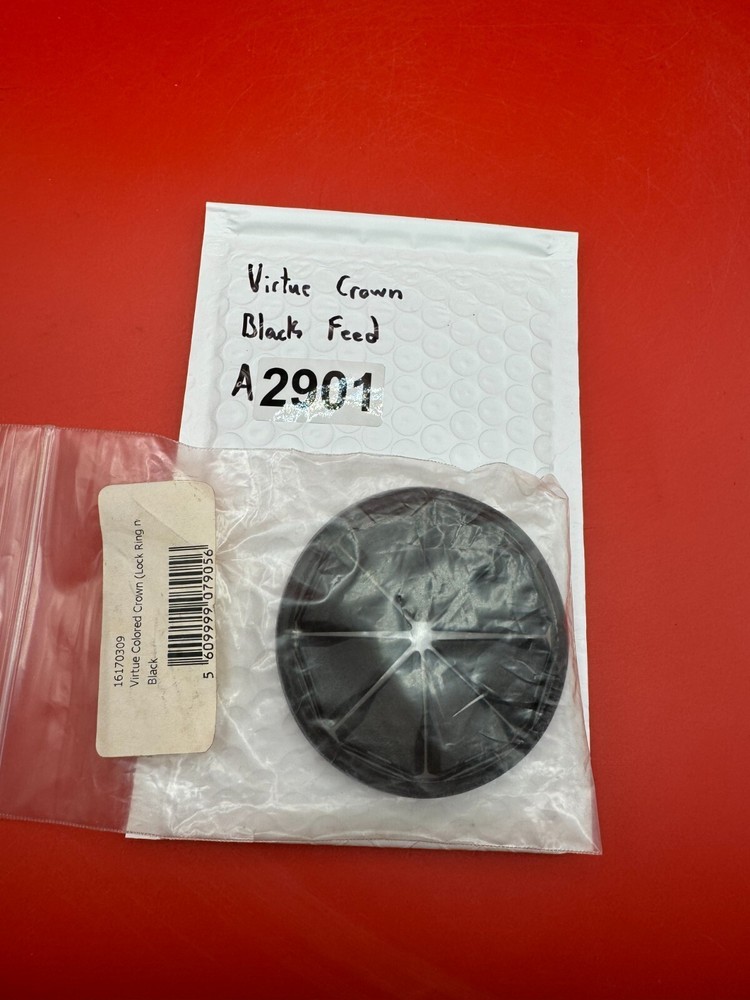 Virtue Crown
Black Feed
A2901
16170309
Virtue Colored Crown (Lock Ring n
Black
5 609999 079056